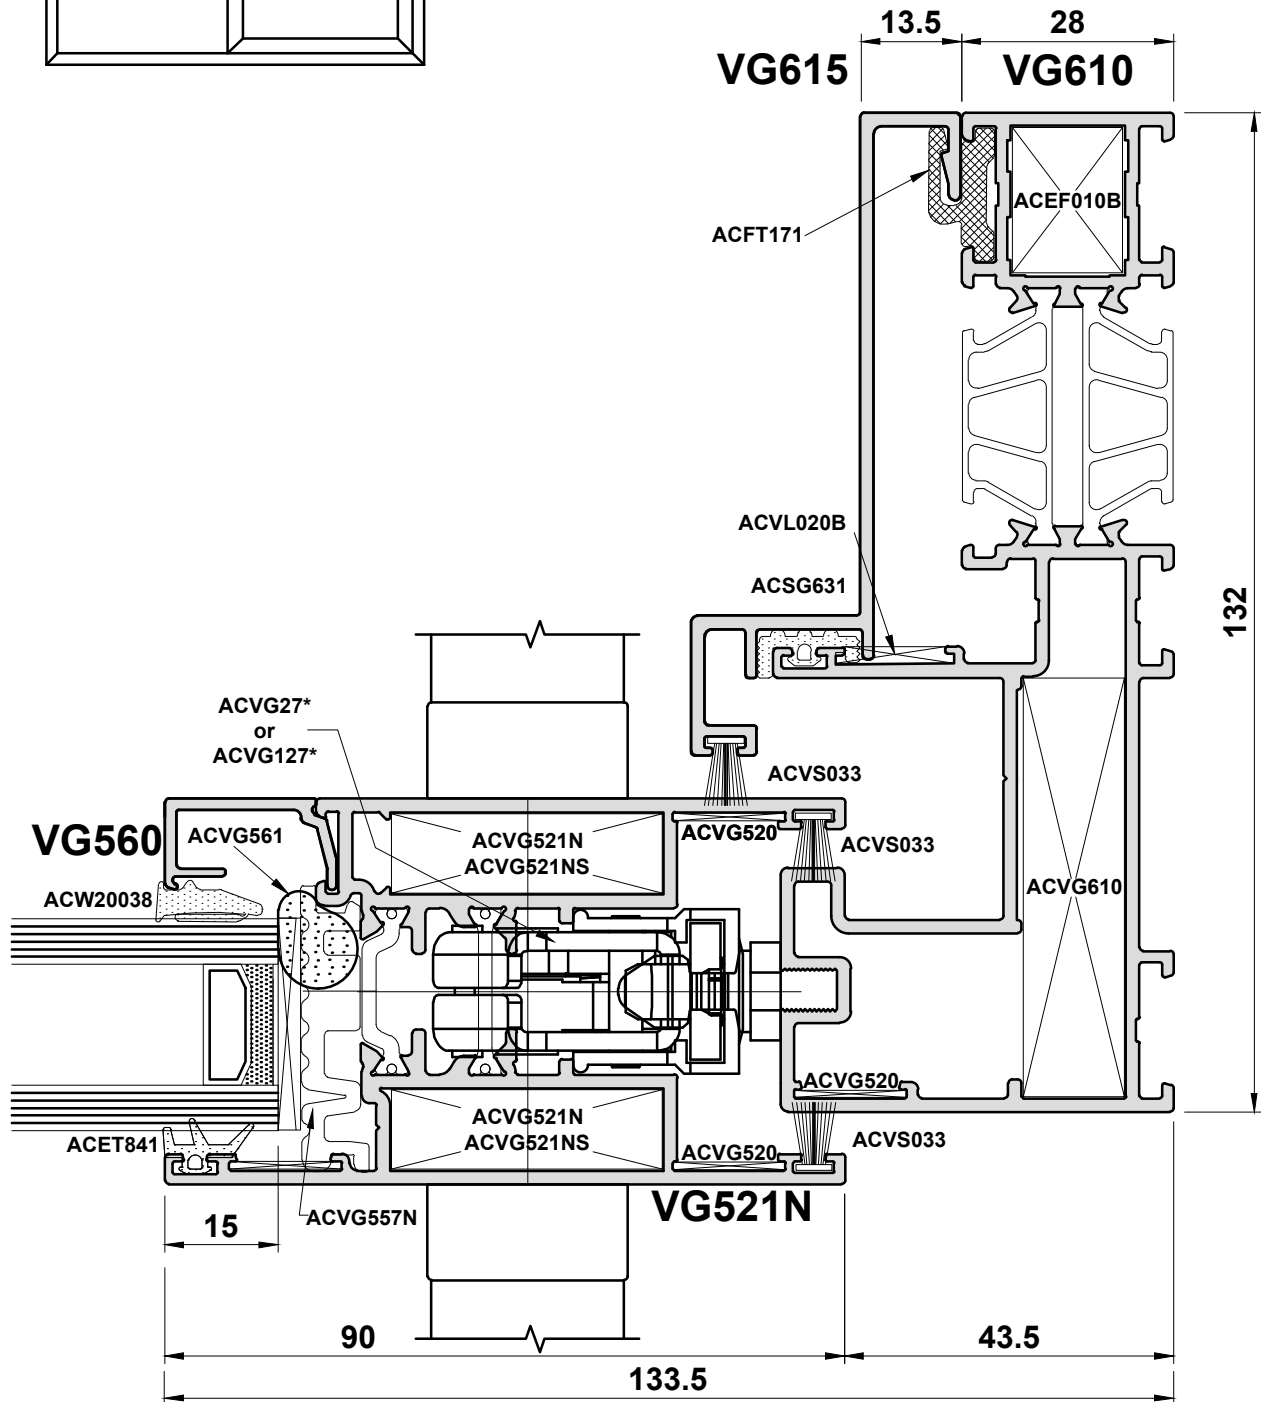 13.5
28
VG615
VG610
ACEF010B
ACFT171
ACVL020B
ACSG631
132
ACVG27*
or
ACVG127*
ACVS033
VG560
ACVG561
ACVG521N
ACVG521NS
ACVG520
ACVS033
ACW20038
ACVG610
ACVG520
ACVG521N
ACVG521NS
ACET841
ACVG520
ACVS033
VG521N
ACVG557N
15
90
43.5
133.5